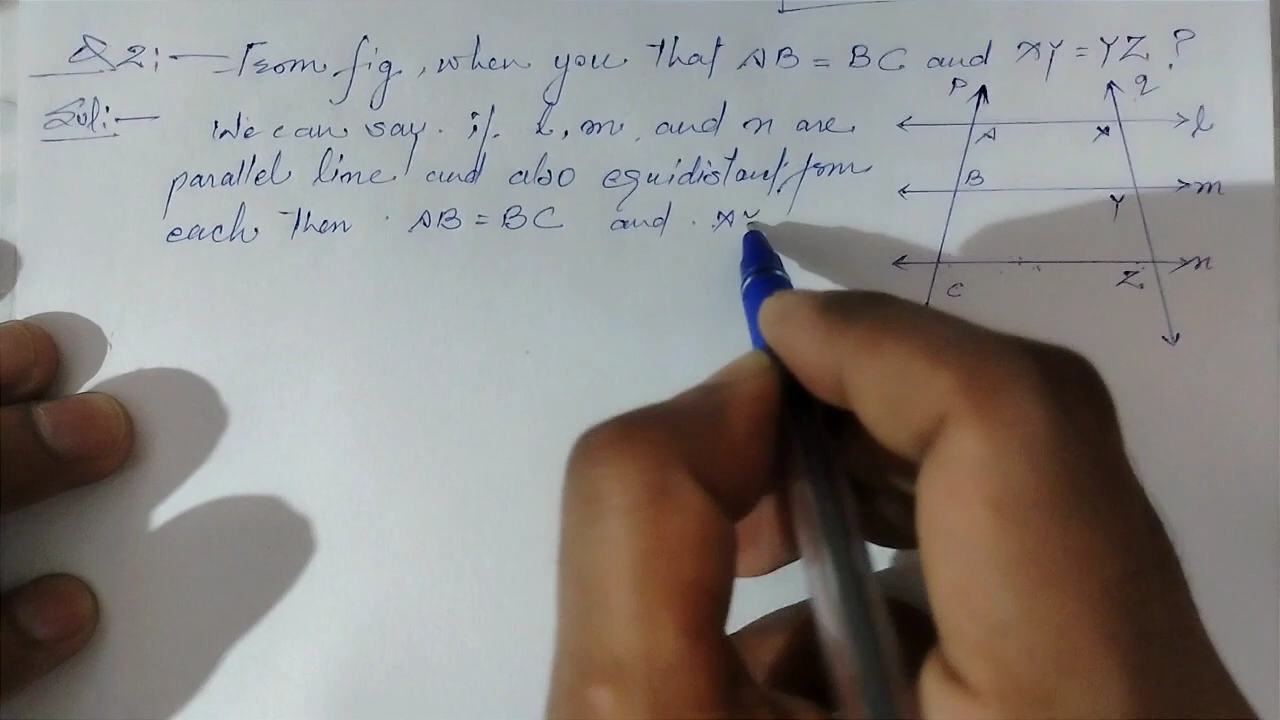 Q2:— From fig, when you that AB = BC and XY = YZ ?
Sol:— We can say. if. l, m, and n are
parallel line and also equidistant from
each then. AB = BC and. XY
P
q
A
X
l
B
Y
m
C
Z
n